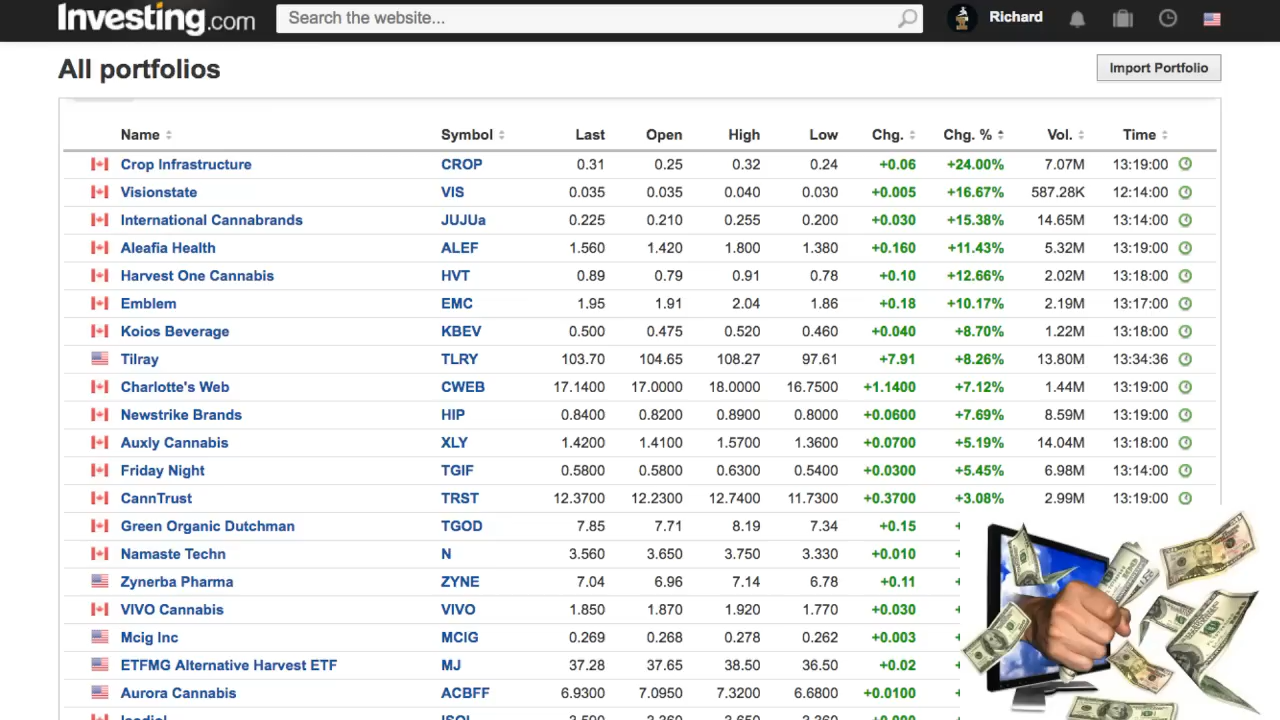 Investing.com Search the website... Richard
All portfolios Import Portfolio
Name Symbol Last Open High Low Chg. Chg. % Vol. Time
Crop Infrastructure CROP 0.31 0.25 0.32 0.24 +0.06 +24.00% 7.07M 13:19:00
Visionstate VIS 0.035 0.035 0.040 0.030 +0.005 +16.67% 587.28K 12:14:00
International Cannabrands JUJUa 0.225 0.210 0.255 0.200 +0.030 +15.38% 14.65M 13:14:00
Aleafia Health ALEF 1.560 1.420 1.800 1.380 +0.160 +11.43% 5.32M 13:19:00
Harvest One Cannabis HVT 0.89 0.79 0.91 0.78 +0.10 +12.66% 2.02M 13:18:00
Emblem EMC 1.95 1.91 2.04 1.86 +0.18 +10.17% 2.19M 13:17:00
Koios Beverage KBEV 0.500 0.475 0.520 0.460 +0.040 +8.70% 1.22M 13:18:00
Tilray TLRY 103.70 104.65 108.27 97.61 +7.91 +8.26% 13.80M 13:34:36
Charlotte's Web CWEB 17.1400 17.0000 18.0000 16.7500 +1.1400 +7.12% 1.44M 13:19:00
Newstrike Brands HIP 0.8400 0.8200 0.8900 0.8000 +0.0600 +7.69% 8.59M 13:19:00
Auxly Cannabis XLY 1.4200 1.4100 1.5700 1.3600 +0.0700 +5.19% 14.04M 13:18:00
Friday Night TGIF 0.5800 0.5800 0.6300 0.5400 +0.0300 +5.45% 6.98M 13:14:00
CannTrust TRST 12.3700 12.2300 12.7400 11.7300 +0.3700 +3.08% 2.99M 13:19:00
Green Organic Dutchman TGOD 7.85 7.71 8.19 7.34 +0.15
Namaste Techn N 3.560 3.650 3.750 3.330 +0.010
Zynerba Pharma ZYNE 7.04 6.96 7.14 6.78 +0.11
VIVO Cannabis VIVO 1.850 1.870 1.920 1.770 +0.030
Mcig Inc MCIG 0.269 0.268 0.278 0.262 +0.003
ETFMG Alternative Harvest ETF MJ 37.28 37.65 38.50 36.50 +0.02
Aurora Cannabis ACBFF 6.9300 7.0950 7.3200 6.6800 +0.0100